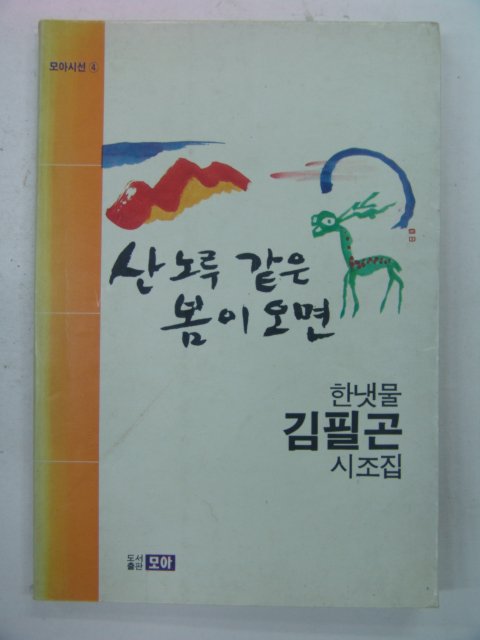 모아시선 ④
산노루 같은
봄이 오면
한냇물
김필곤
시조집
도서
출판 모아